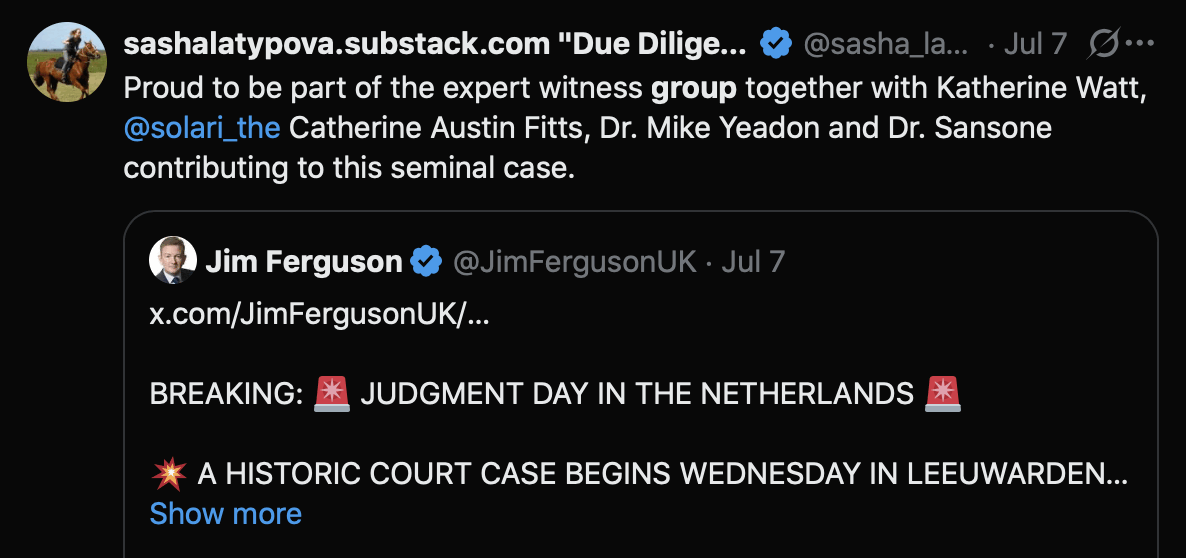 sashalatypova.substack.com "Due Dilige... @sasha_la... · Jul 7
Proud to be part of the expert witness group together with Katherine Watt,
@solari_the Catherine Austin Fitts, Dr. Mike Yeadon and Dr. Sansone
contributing to this seminal case.
Jim Ferguson @JimFergusonUK · Jul 7
x.com/JimFergusonUK/...
BREAKING: 🚨 JUDGMENT DAY IN THE NETHERLANDS 🚨
💥 A HISTORIC COURT CASE BEGINS WEDNESDAY IN LEEUWARDEN...
Show more